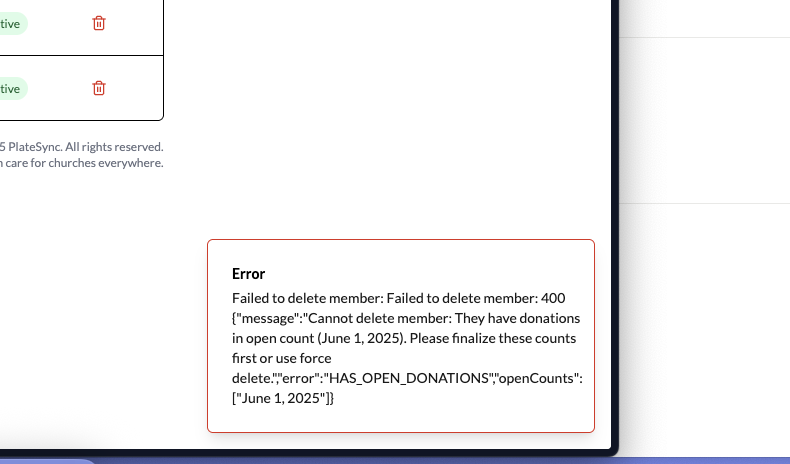 tive
tive
5 PlateSync. All rights reserved.
n care for churches everywhere.
Error
Failed to delete member: Failed to delete member: 400
{"message":"Cannot delete member: They have donations
in open count (June 1, 2025). Please finalize these counts
first or use force
delete.","error":"HAS_OPEN_DONATIONS","openCounts":
["June 1, 2025"]}